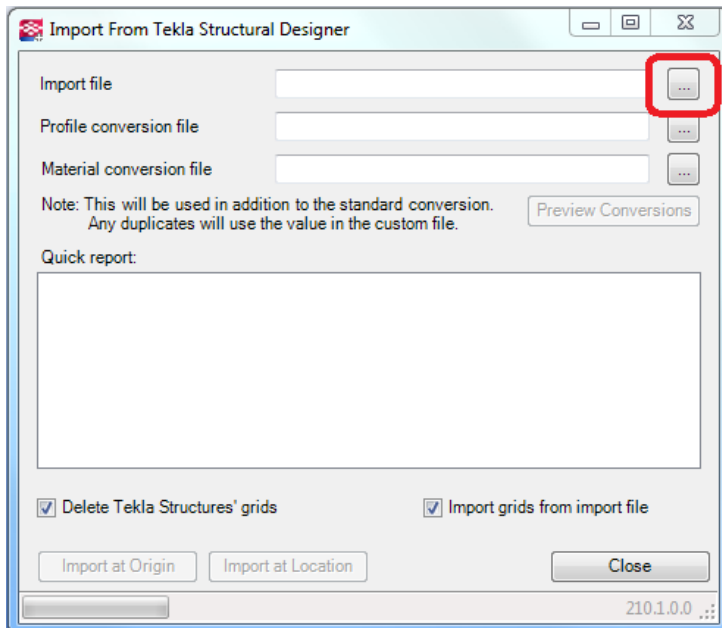 Import From Tekla Structural Designer
Import file
...
Profile conversion file
...
Material conversion file
...
Note: This will be used in addition to the standard conversion.
Any duplicates will use the value in the custom file.
Preview Conversions
Quick report:
Delete Tekla Structures' grids
Import grids from import file
Import at Origin
Import at Location
Close
210.1.0.0